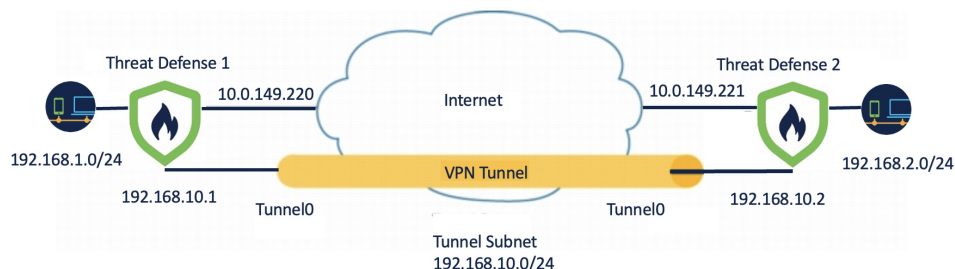 Threat Defense 1
Threat Defense 2
10.0.149.220
Internet
10.0.149.221
192.168.1.0/24
192.168.2.0/24
VPN Tunnel
192.168.10.1
192.168.10.2
Tunnel0
Tunnel0
Tunnel Subnet
192.168.10.0/24